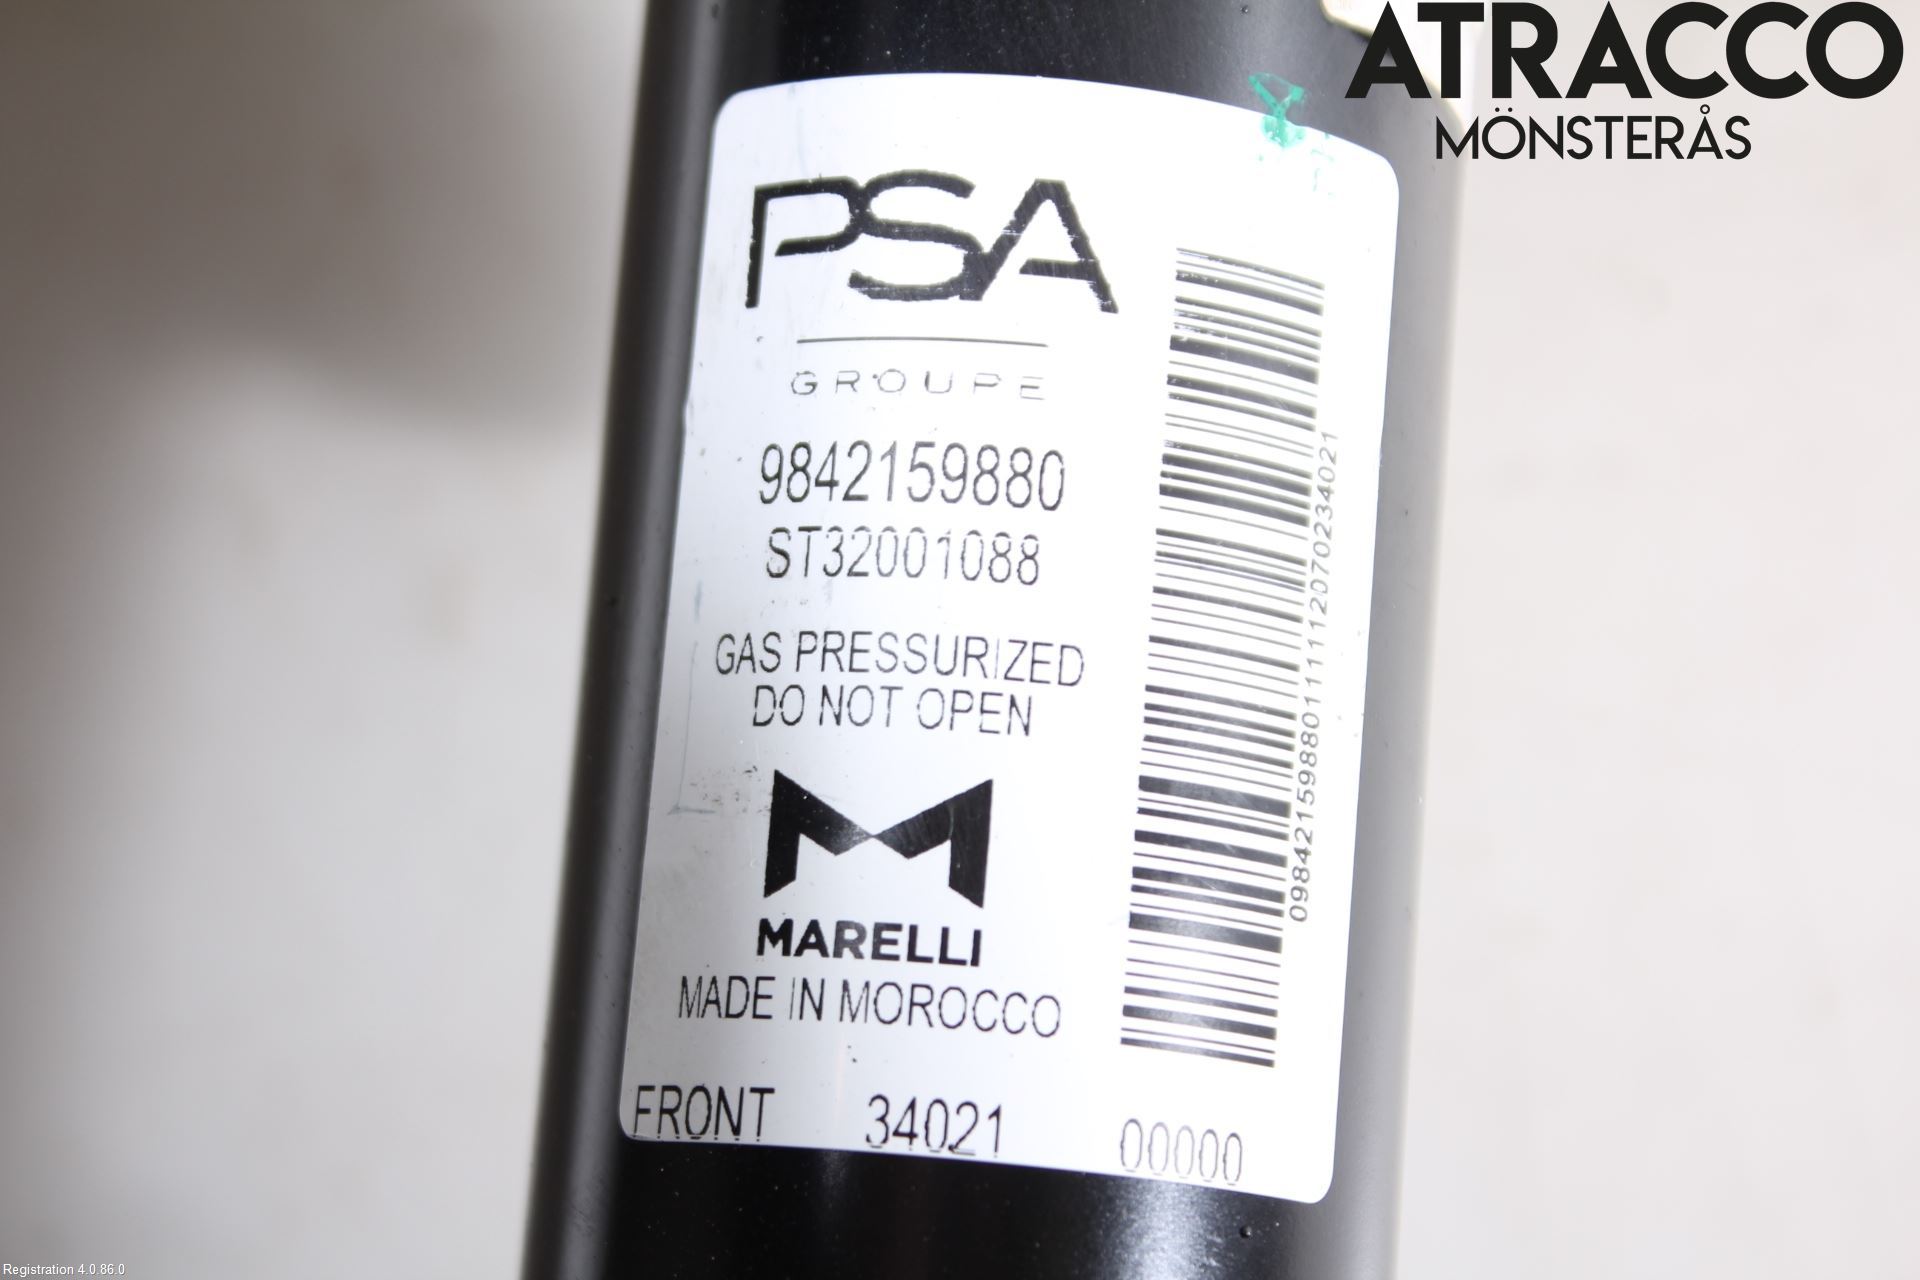 ATRACCO
MÖNSTERÅS
PSA
GROUPE
9842159880
ST32001088
GAS PRESSURIZED
DO NOT OPEN
MARELLI
MADE IN MOROCCO
FRONT 34021 00000
Registration 4.0.86.0